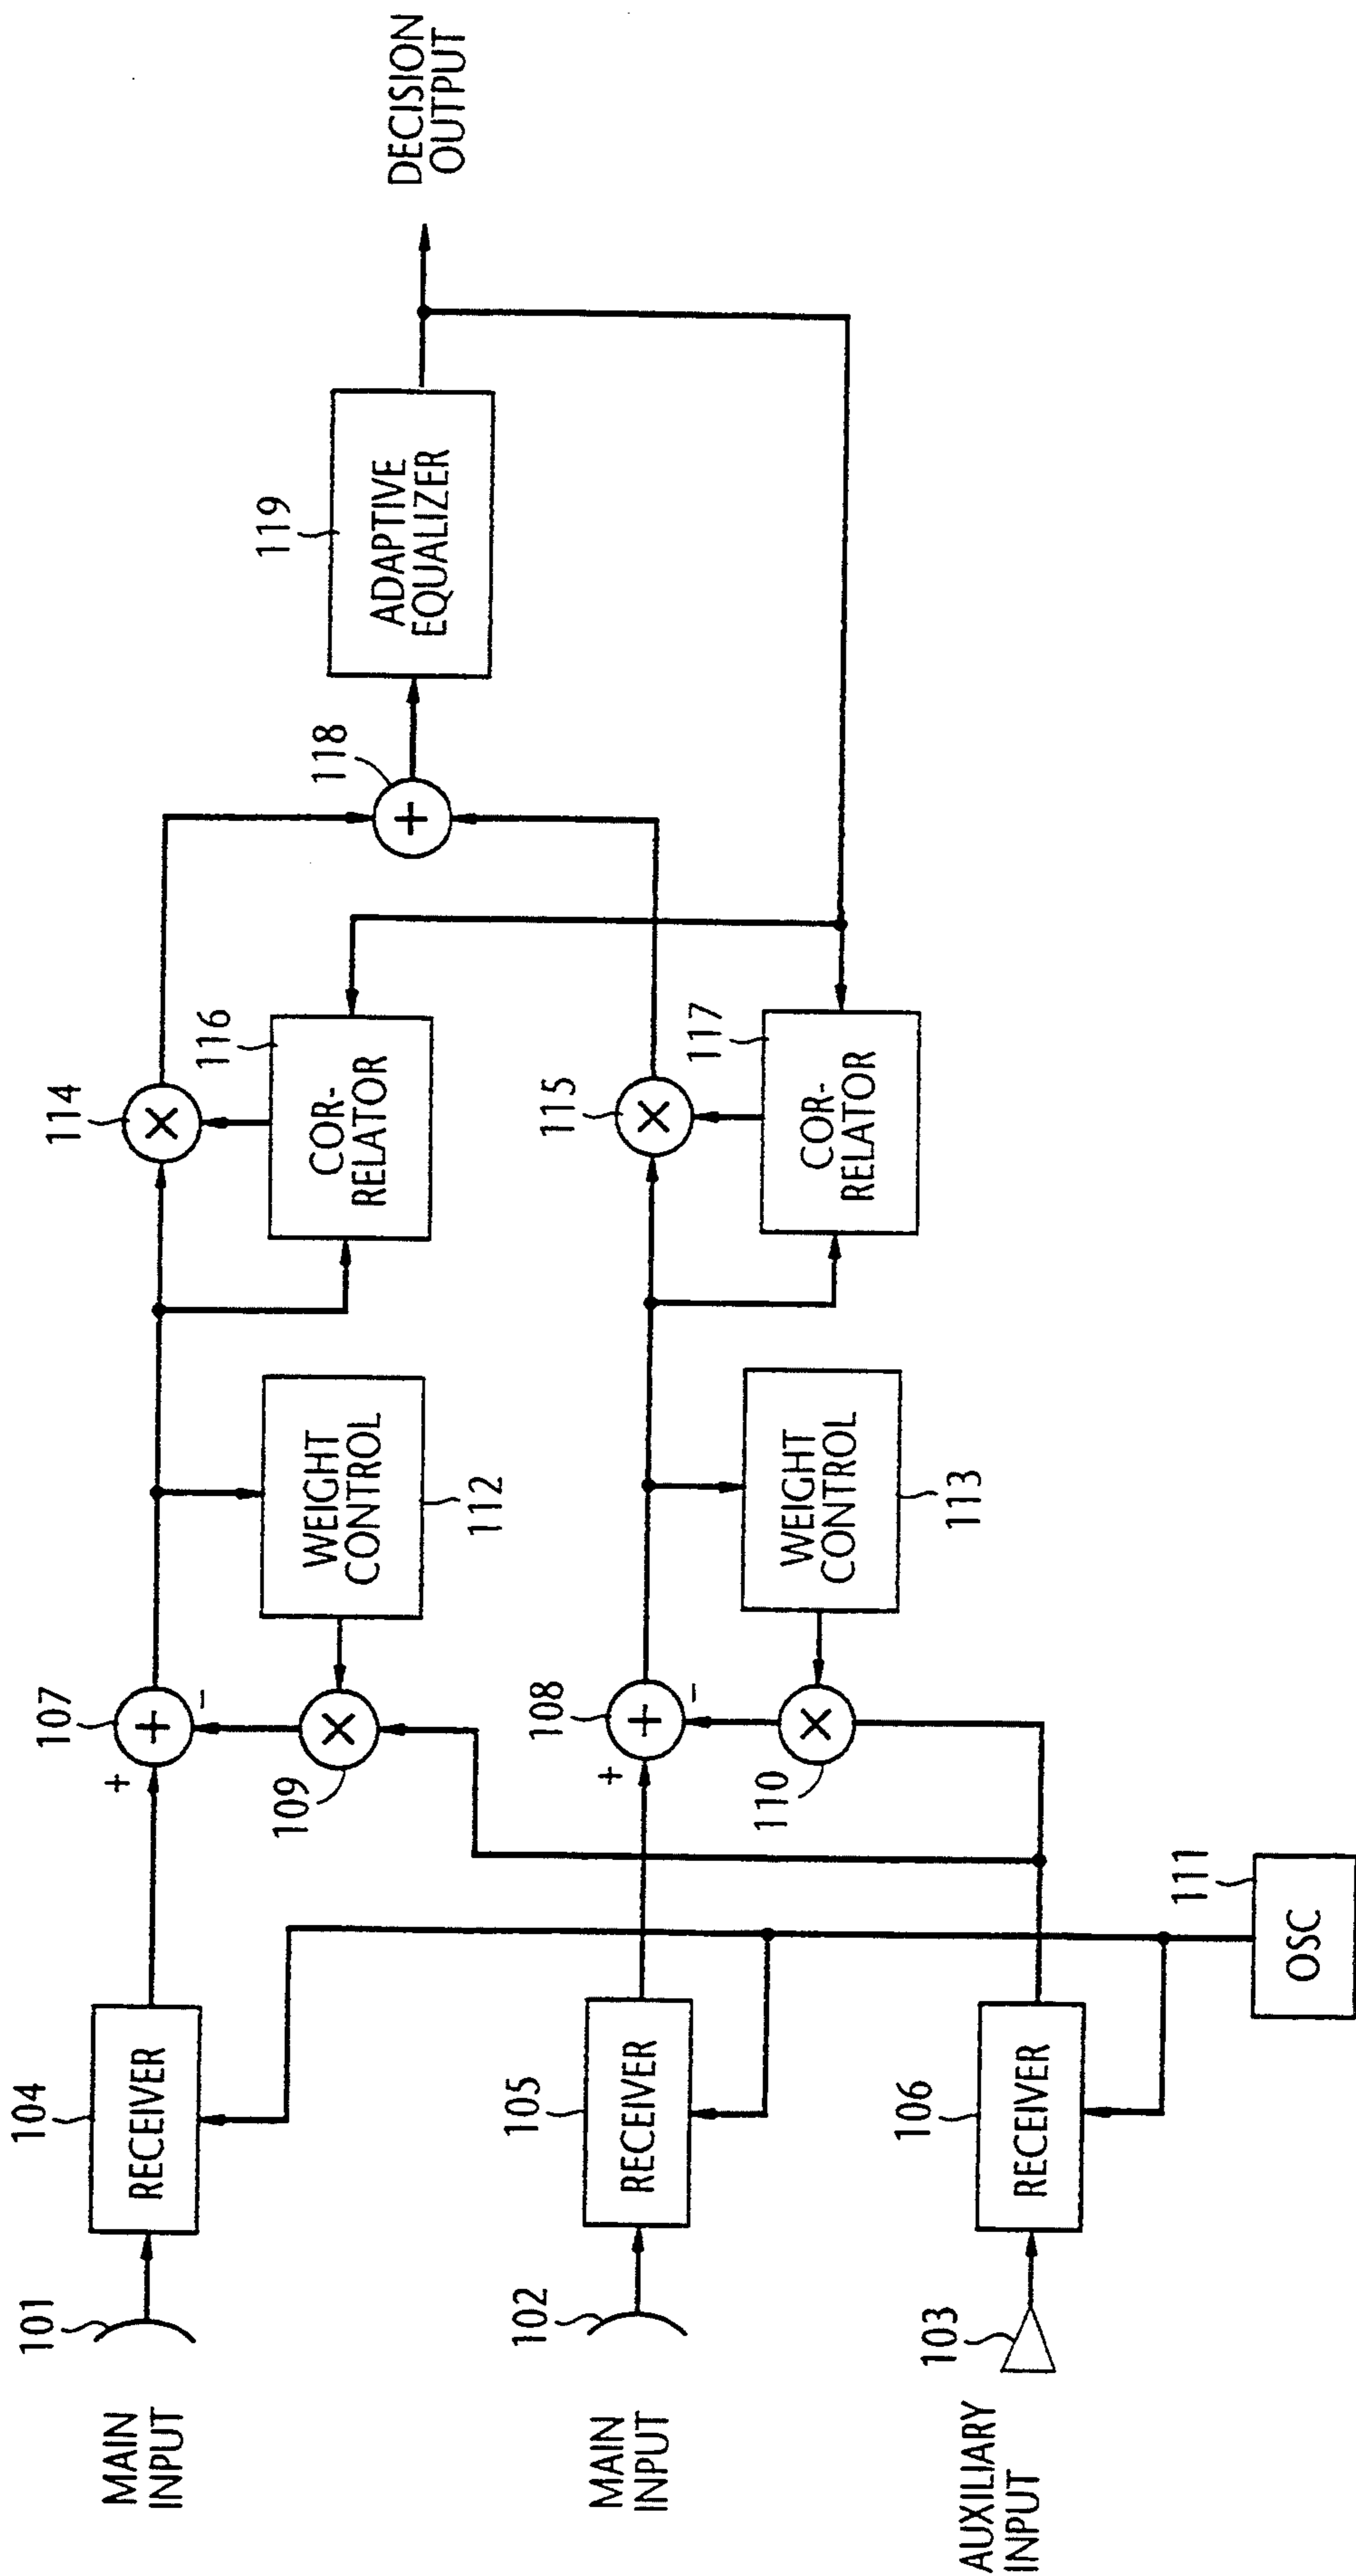 MAIN
INPUT
101
104
RECEIVER
+
107
+
-
109
×
WEIGHT
CONTROL
112
114
×
116
COR-
RELATOR
118
+
119
ADAPTIVE
EQUALIZER
DECISION
OUTPUT
MAIN
INPUT
102
105
RECEIVER
+
108
+
-
110
×
WEIGHT
CONTROL
113
115
×
117
COR-
RELATOR
AUXILIARY
INPUT
103
106
RECEIVER
111
OSC